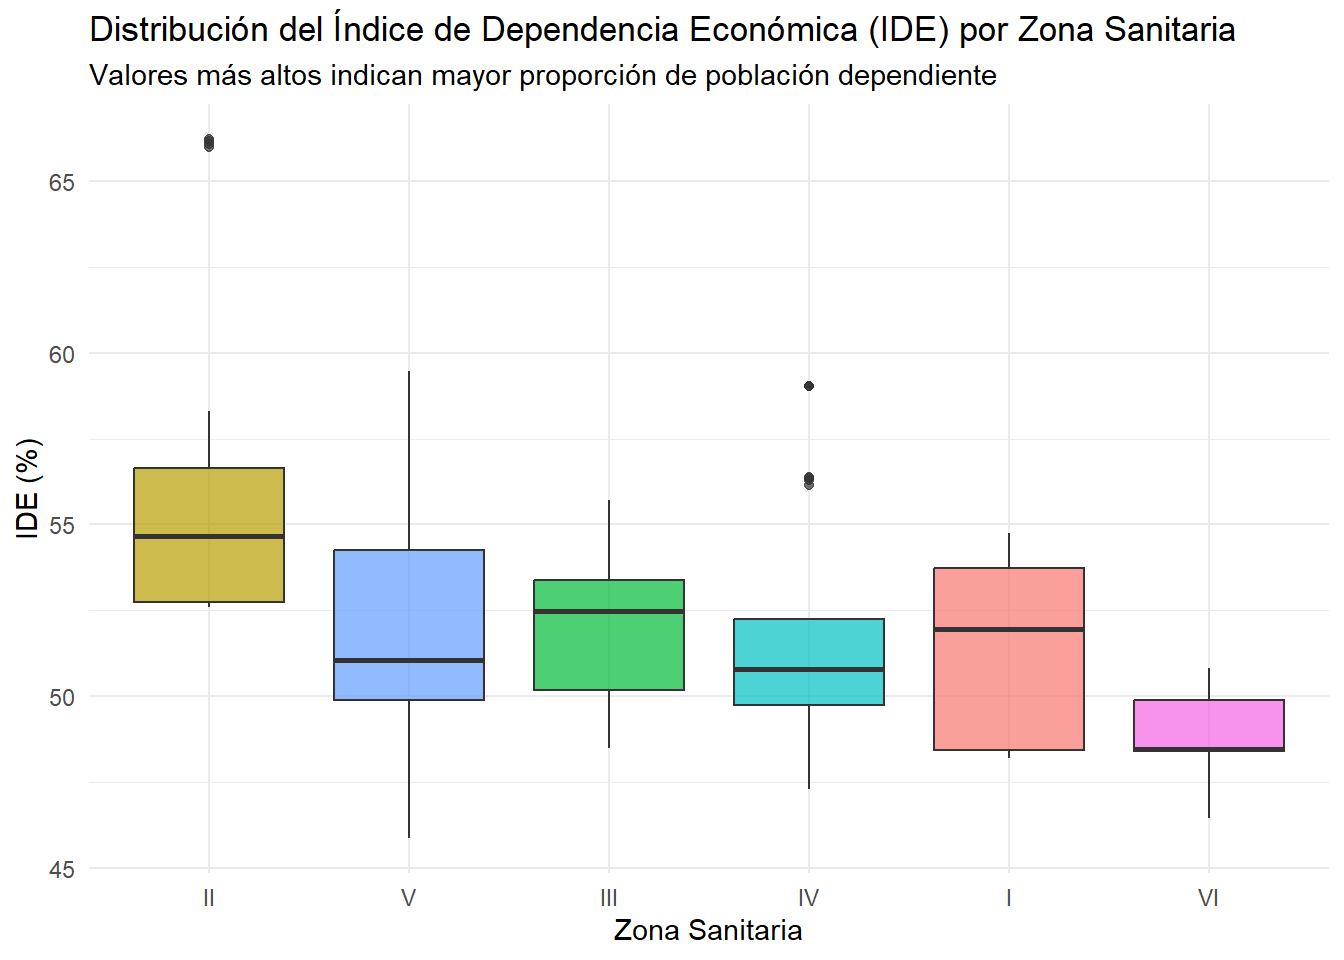 Distribución del Índice de Dependencia Económica (IDE) por Zona Sanitaria
Valores más altos indican mayor proporción de población dependiente
IDE (%)
65
60
55
50
45
II V III IV I VI
Zona Sanitaria